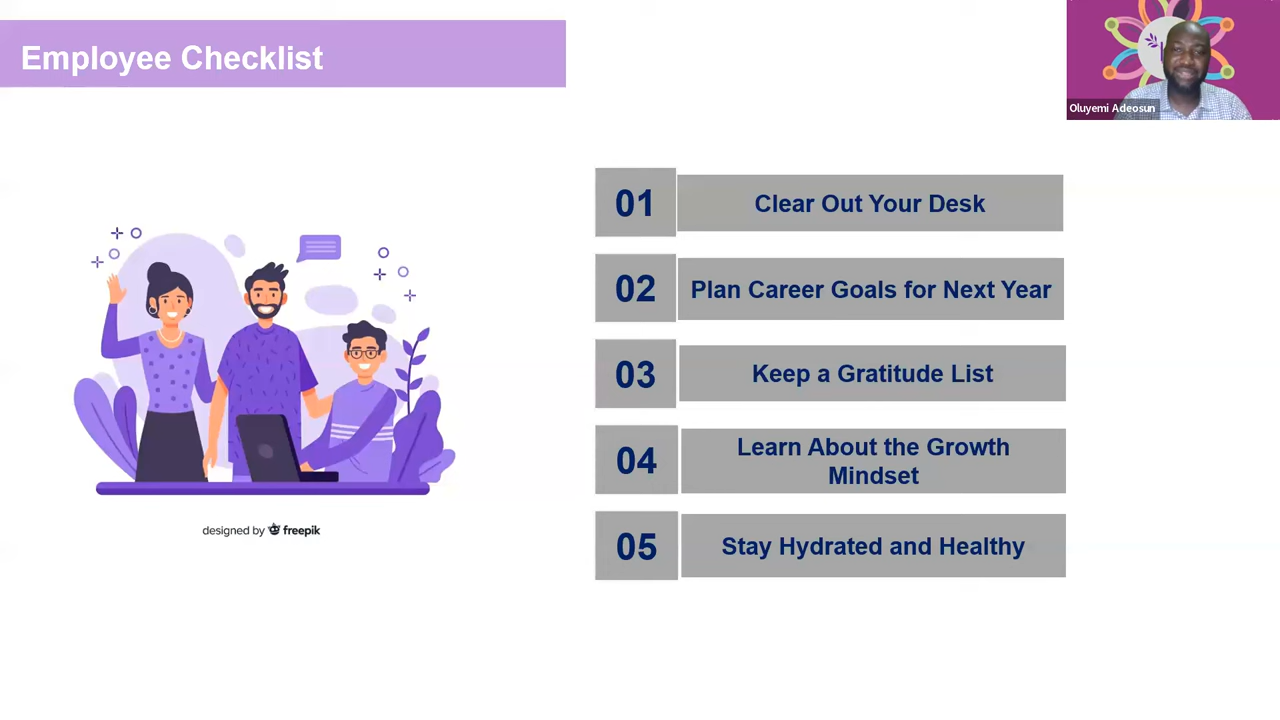 Employee Checklist
Oluyemi Adeosun
01
Clear Out Your Desk
02
Plan Career Goals for Next Year
03
Keep a Gratitude List
04
Learn About the Growth
Mindset
05
Stay Hydrated and Healthy
designed by freepik